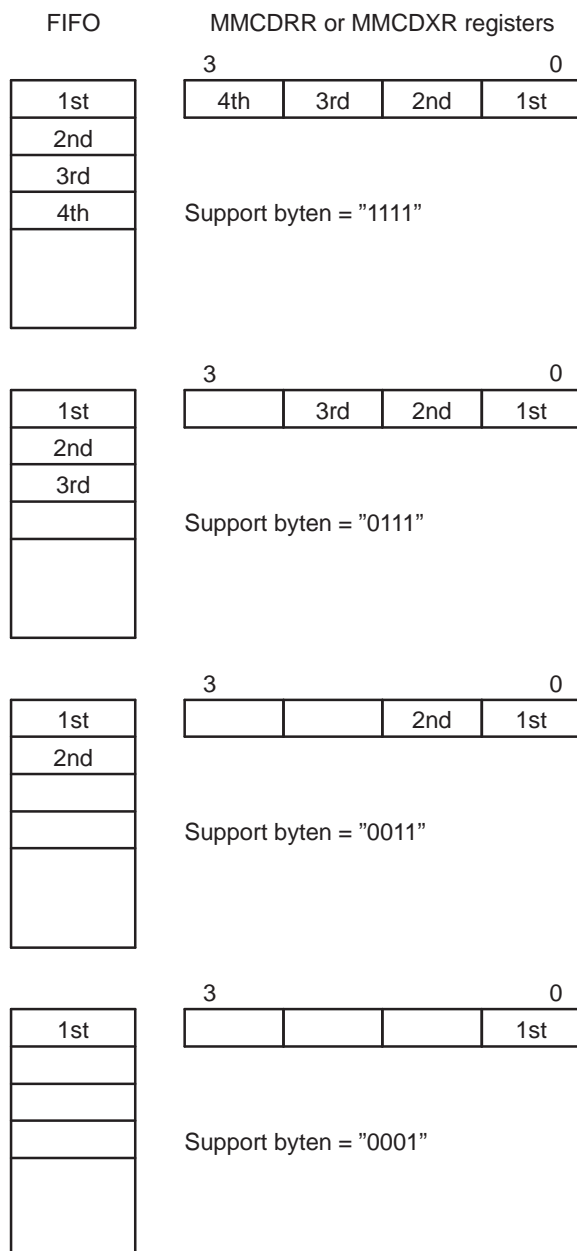 FIFO MMCDRR or MMCDXR registers
3 0
1st 4th 3rd 2nd 1st
2nd
3rd
4th Support byten = ”1111”
3 0
1st 3rd 2nd 1st
2nd
3rd
Support byten = ”0111”
3 0
1st 2nd 1st
2nd
Support byten = ”0011”
3 0
1st 1st
Support byten = ”0001”